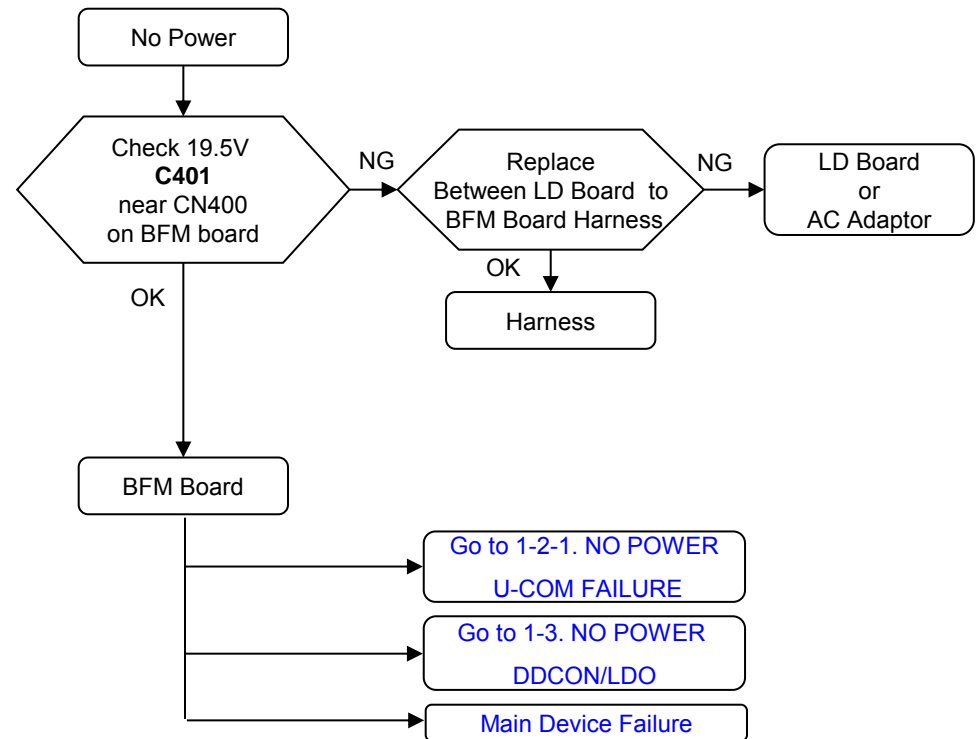 No Power
Check 19.5V
C401
near CN400
on BFM board
NG
Replace
Between LD Board to
BFM Board Harness
NG
LD Board
or
AC Adaptor
OK
Harness
OK
BFM Board
Go to 1-2-1. NO POWER
U-COM FAILURE
Go to 1-3. NO POWER
DDCON/LDO
Main Device Failure